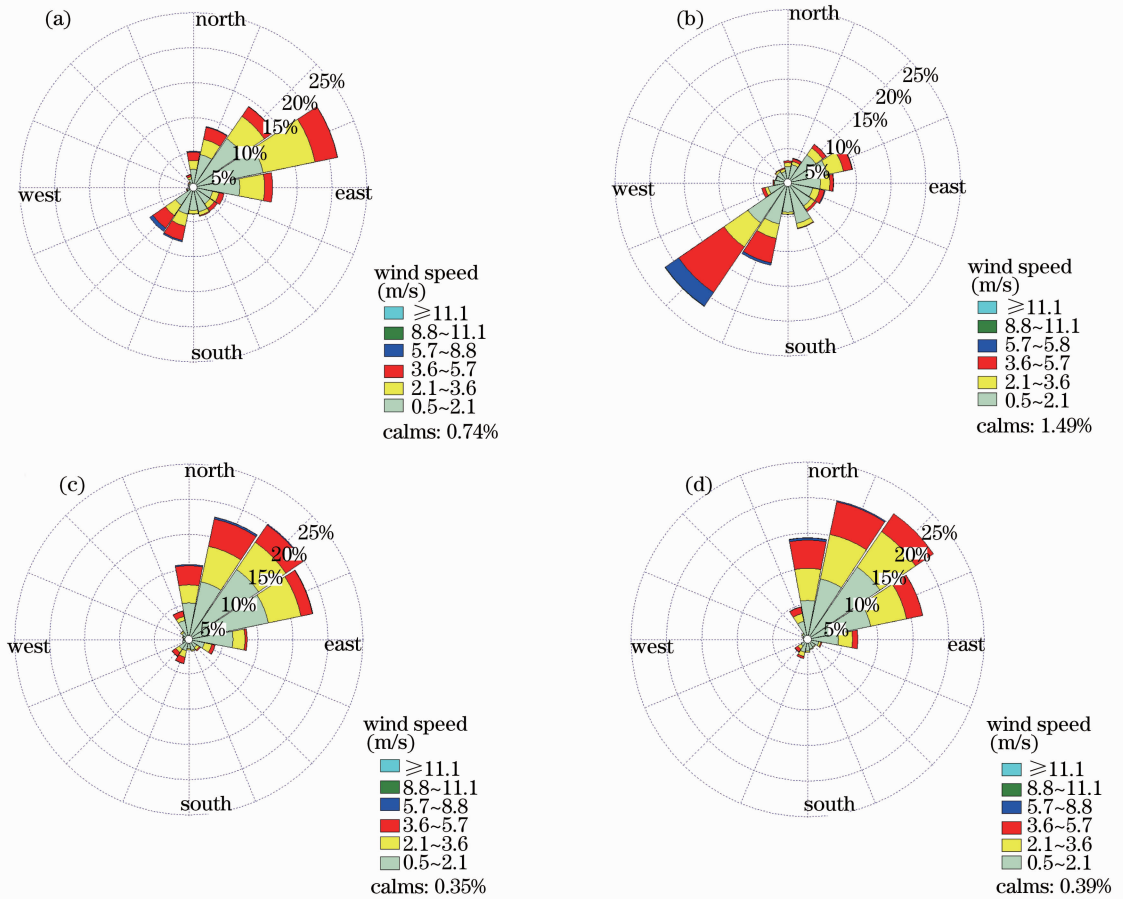 (a)
north
25%
20%
15%
10%
5%
west
east
south
wind speed
(m/s)
⩾11.1
8.8~11.1
5.7~8.8
3.6~5.7
2.1~3.6
0.5~2.1
calms: 0.74%
(b)
north
25%
20%
15%
10%
5%
west
east
south
wind speed
(m/s)
⩾11.1
8.8~11.1
5.7~5.8
3.6~5.7
2.1~3.6
0.5~2.1
calms: 1.49%
(c)
north
25%
20%
15%
10%
5%
west
east
south
wind speed
(m/s)
⩾11.1
8.8~11.1
5.7~8.8
3.6~5.7
2.1~3.6
0.5~2.1
calms: 0.35%
(d)
north
25%
20%
15%
10%
5%
west
east
south
wind speed
(m/s)
⩾11.1
8.8~11.1
5.7~8.8
3.6~5.7
2.1~3.6
0.5~2.1
calms: 0.39%